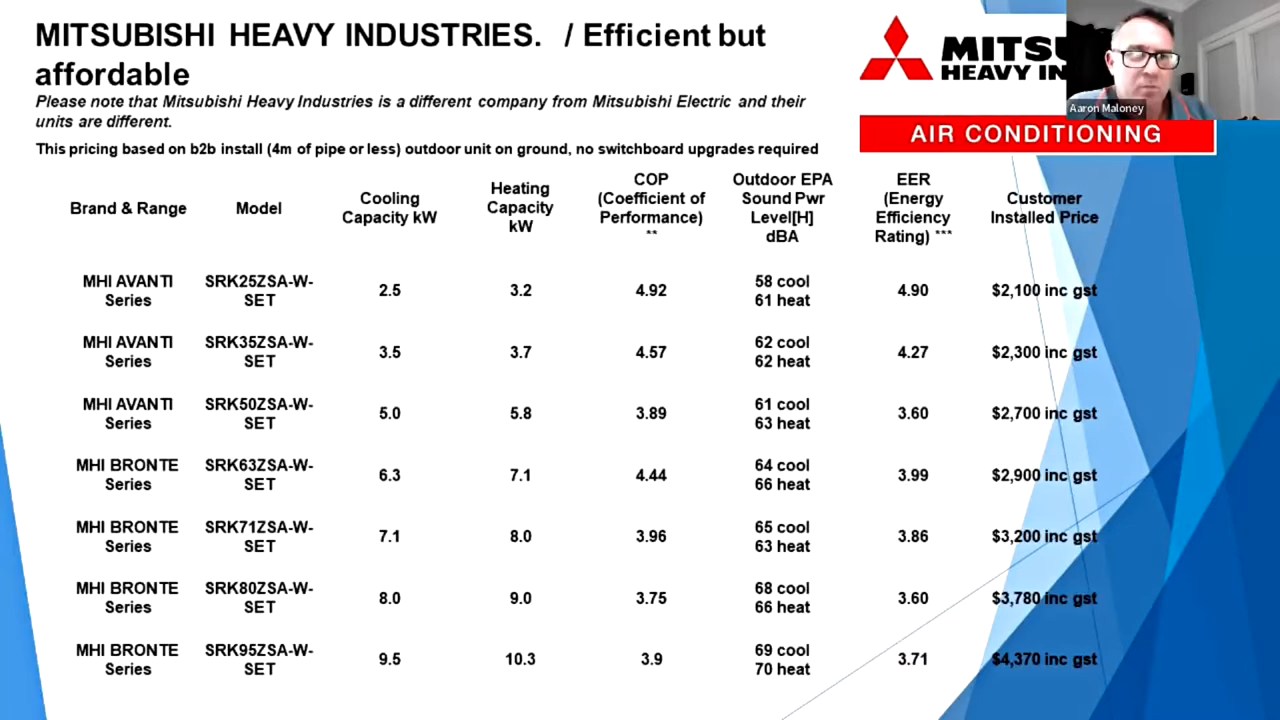 MITSUBISHI HEAVY INDUSTRIES. / Efficient but
affordable
Please note that Mitsubishi Heavy Industries is a different company from Mitsubishi Electric and their
units are different.
This pricing based on b2b install (4m of pipe or less) outdoor unit on ground, no switchboard upgrades required
MITSU
HEAVY IN
Aaron Maloney
AIR CONDITIONING
Brand & Range
Model
Cooling
Capacity kW
Heating
Capacity
kW
COP
(Coefficient of
Performance)
**
Outdoor EPA
Sound Pwr
Level[H]
dBA
EER
(Energy
Efficiency
Rating) ***
Customer
Installed Price
MHI AVANTI
Series
SRK25ZSA-W-
SET
2.5
3.2
4.92
58 cool
61 heat
4.90
$2,100 inc gst
MHI AVANTI
Series
SRK35ZSA-W-
SET
3.5
3.7
4.57
62 cool
62 heat
4.27
$2,300 inc gst
MHI AVANTI
Series
SRK50ZSA-W-
SET
5.0
5.8
3.89
61 cool
63 heat
3.60
$2,700 inc gst
MHI BRONTE
Series
SRK63ZSA-W-
SET
6.3
7.1
4.44
64 cool
66 heat
3.99
$2,900 inc gst
MHI BRONTE
Series
SRK71ZSA-W-
SET
7.1
8.0
3.96
65 cool
63 heat
3.86
$3,200 inc gst
MHI BRONTE
Series
SRK80ZSA-W-
SET
8.0
9.0
3.75
68 cool
66 heat
3.60
$3,780 inc gst
MHI BRONTE
Series
SRK95ZSA-W-
SET
9.5
10.3
3.9
69 cool
70 heat
3.71
$4,370 inc gst